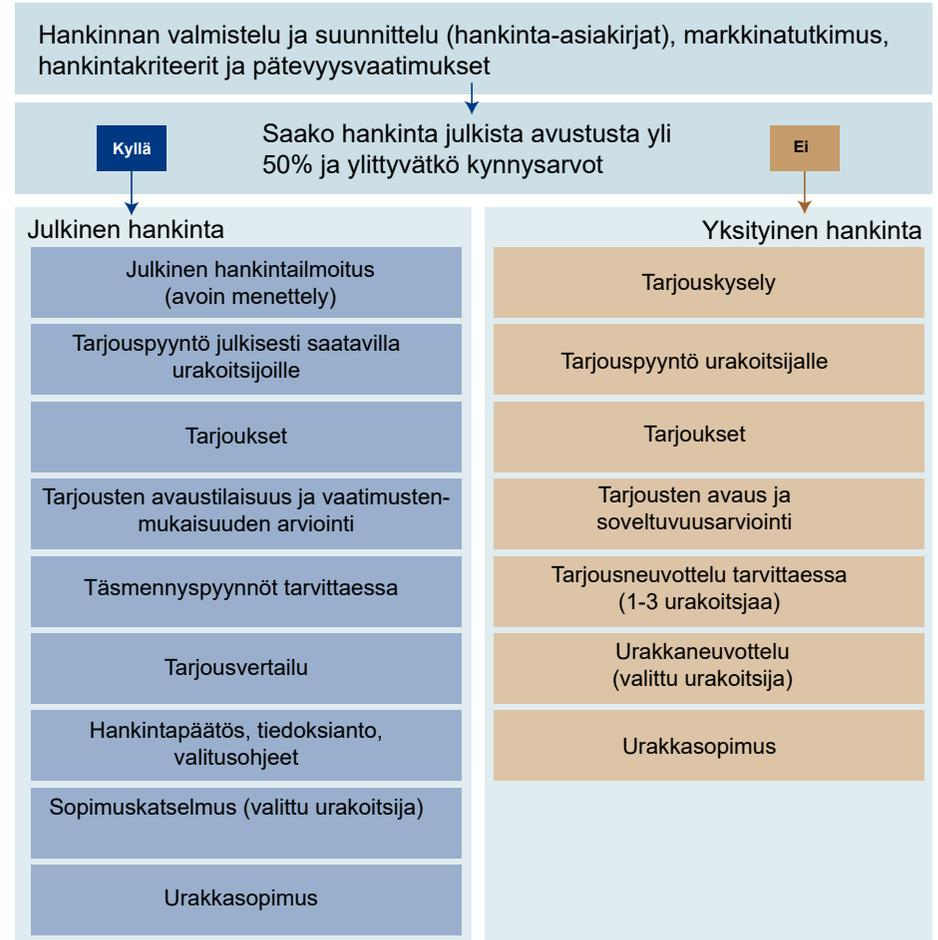 Hankinnan valmistelu ja suunnittelu (hankinta-asiakirjat), markkinatutkimus,
hankintakriteerit ja pätevyysvaatimukset
Kyllä
Saako hankinta julkista avustusta yli
50% ja ylittyvätkö kynnysarvot
Ei
Julkinen hankinta
Julkinen hankintailmoitus
(avoin menettely)
Tarjouspyyntö julkisesti saatavilla
urakoitsijoille
Tarjoukset
Tarjousten avaustilaisuus ja vaatimusten-
mukaisuuden arviointi
Täsmennyspyynnöt tarvittaessa
Tarjousvertailu
Hankintapäätös, tiedoksianto,
valitusohjeet
Sopimuskatselmus (valittu urakoitsija)
Urakkasopimus
Yksityinen hankinta
Tarjouskysely
Tarjouspyyntö urakoitsijalle
Tarjoukset
Tarjousten avaus ja
soveltuvuusarviointi
Tarjousneuvottelu tarvittaessa
(1-3 urakoitsjaa)
Urakkaneuvottelu
(valittu urakoitsija)
Urakkasopimus